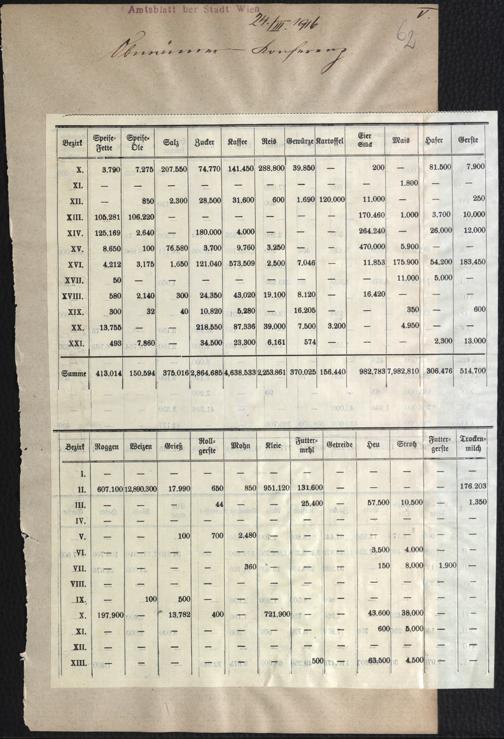 Amtsblatt der Stadt Wien
24./III. 1916
V.
62
Obmänner-Konferenz
Bezirk Speise-Fette Speise-Öle Salz Zucker Kaffee Reis Gewürze Kartoffel Eier Stück Mais Hafer Gerste
X. 3.790 7.275 207.550 74.770 141.450 288.800 39.850 — 200 — 81.500 7.900
XI. — — — — — — — — — 1.800 — —
XII. — 850 2.300 28.500 31.600 600 1.690 120,000 11.000 — — 250
XIII. 105,281 106,220 — — — — — — 170.460 1.000 3,700 10,000
XIV. 125,169 2.640 — 180,000 4.000 — — — 264,240 — 26,000 12,000
XV. 8.650 100 76,580 3,700 9,760 3.250 — — 470,000 5.900 — —
XVI. 4,212 3,175 1.650 121,040 573,509 2,500 7,046 — 11,853 175.900 54,200 183,450
XVII. 50 — — — — — — — — 11,000 5,000 —
XVIII. 580 2,140 300 24,350 43,020 19,100 8.120 — 16,420 — — —
XIX. 300 32 40 10,820 5,280 — 16.205 — — 350 — 600
XX. 13,755 — — 218,550 87,336 39,000 7,500 3,200 — 4.950 — —
XXI. 493 7,860 — 34,500 23,300 6,161 574 — — — 2,300 13,000
Summe 413,014 150,594 375,016 2,864,685 4,638,533 2,253,861 370,025 156,440 982,783 7,982,810 306,476 514,700
Bezirk Roggen Weizen Grieß Roll-gerste Mohn Kleie Futter-mehl Getreide Heu Stroh Futter-gerste Trocken-milch
I. — — — — — — — — — — — —
II. 607.100 12,890,300 17.990 650 850 951,120 131,600 — — — — 176.203
III. — — — 44 — — 25,400 — 57,500 10,500 — 1.350
IV. — — — — — — — — — — — —
V. — — 100 700 2,480 — — — — — — —
VI. — — — — — — — — 3,500 4,000 — —
VII. — — — — 360 — — — 150 8,000 1,900 —
VIII. — — — — — — — — — — — —
IX — 100 500 — — — — — — — — —
X. 197,900 — 13,782 400 — 721,900 — — 43,600 38,000 — —
XI. — — — — — — — — 600 5,000 — —
XII. — — — — — — — — — — — —
XIII. — — — — — — 500 — 63,500 4,500 — —